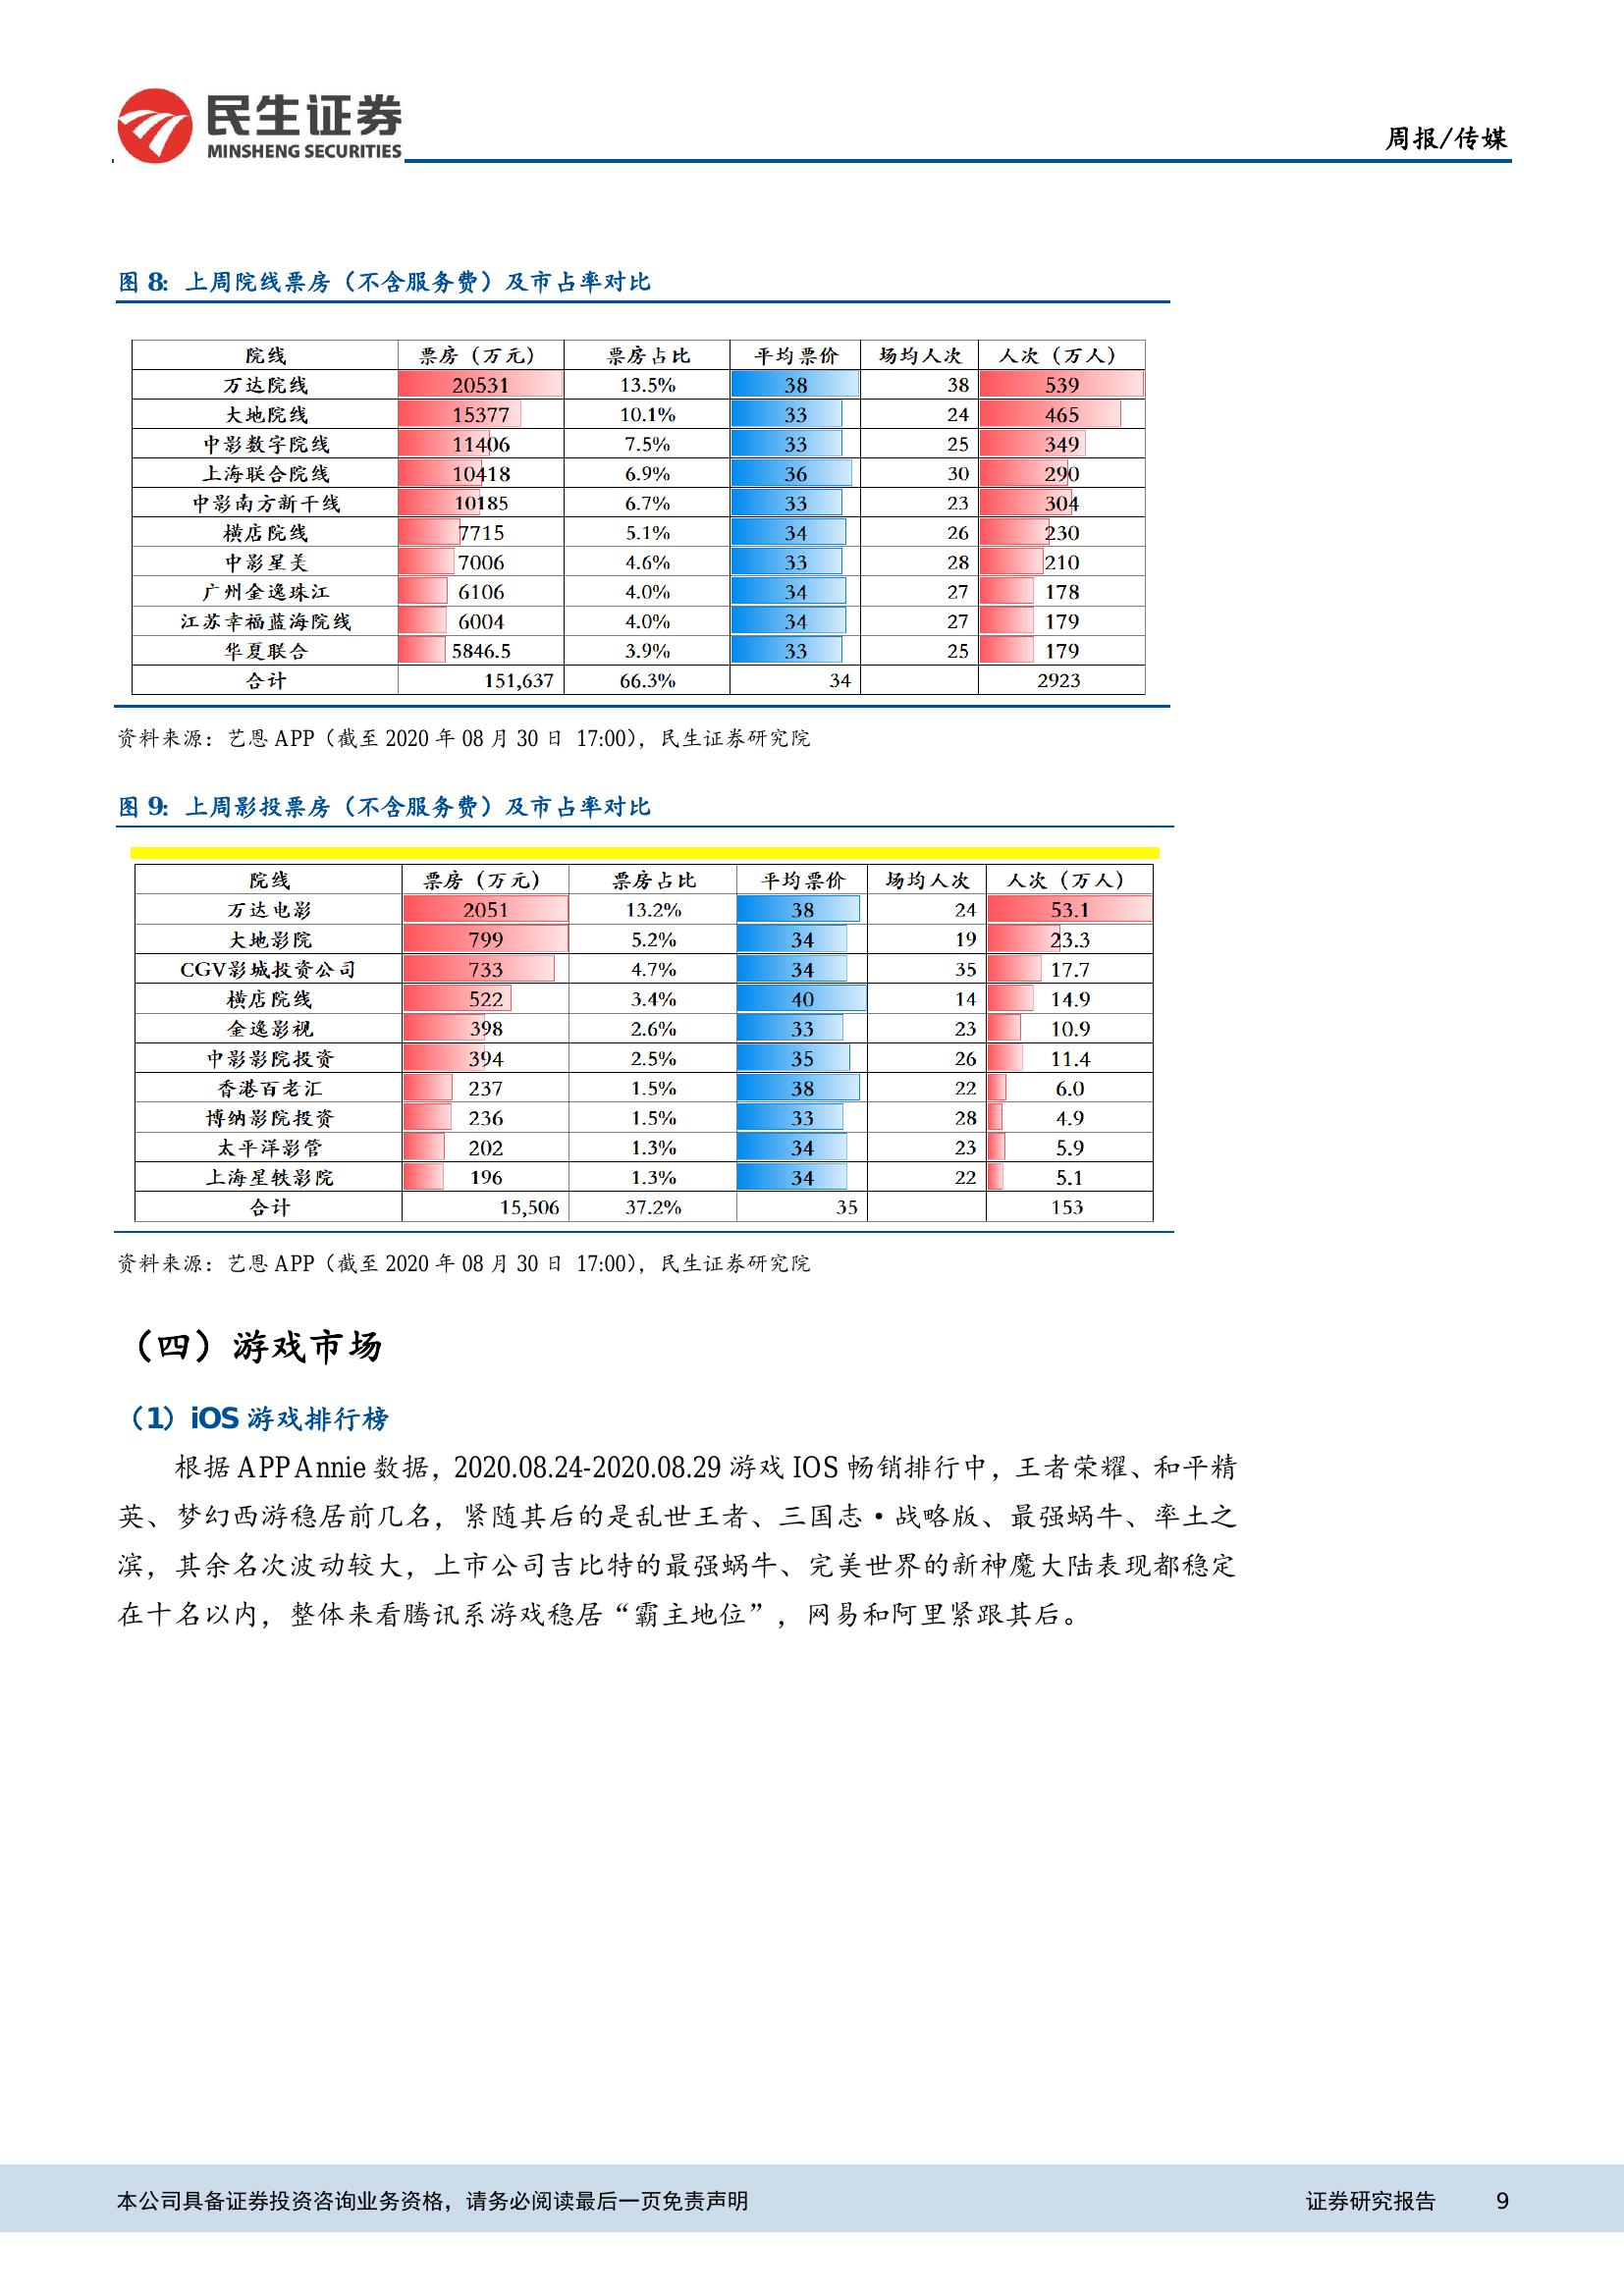 民生证券
MINSHENG SECURITIES
周报/传媒
图 8：上周院线票房（不含服务费）及市占率对比
院线 票房（万元） 票房占比 平均票价 场均人次 人次（万人）
万达院线 20531 13.5% 38 38 539
大地院线 15377 10.1% 33 24 465
中影数字院线 11406 7.5% 33 25 349
上海联合院线 10418 6.9% 36 30 290
中影南方新干线 10185 6.7% 33 23 304
横店院线 7715 5.1% 34 26 230
中影星美 7006 4.6% 33 28 210
广州金逸珠江 6106 4.0% 34 27 178
江苏幸福蓝海院线 6004 4.0% 34 27 179
华夏联合 5846.5 3.9% 33 25 179
合计 151,637 66.3% 34 2923
资料来源：艺恩 APP（截至 2020 年 08 月 30 日 17:00），民生证券研究院
图 9：上周影投票房（不含服务费）及市占率对比
院线 票房（万元） 票房占比 平均票价 场均人次 人次（万人）
万达电影 2051 13.2% 38 24 53.1
大地影院 799 5.2% 34 19 23.3
CGV影城投资公司 733 4.7% 34 35 17.7
横店院线 522 3.4% 40 14 14.9
金逸影视 398 2.6% 33 23 10.9
中影影院投资 394 2.5% 35 26 11.4
香港百老汇 237 1.5% 38 22 6.0
博纳影院投资 236 1.5% 33 28 4.9
太平洋影管 202 1.3% 34 23 5.9
上海星轶影院 196 1.3% 34 22 5.1
合计 15,506 37.2% 35 153
资料来源：艺恩 APP（截至 2020 年 08 月 30 日 17:00），民生证券研究院
（四）游戏市场
（1）iOS 游戏排行榜
根据 APP Annie 数据，2020.08.24-2020.08.29 游戏 IOS 畅销排行中，王者荣耀、和平精
英、梦幻西游稳居前几名，紧随其后的是乱世王者、三国志·战略版、最强蜗牛、率土之
滨，其余名次波动较大，上市公司吉比特的最强蜗牛、完美世界的新神魔大陆表现都稳定
在十名以内，整体来看腾讯系游戏稳居“霸主地位”，网易和阿里紧跟其后。
本公司具备证券投资咨询业务资格，请务必阅读最后一页免责声明 证券研究报告 9